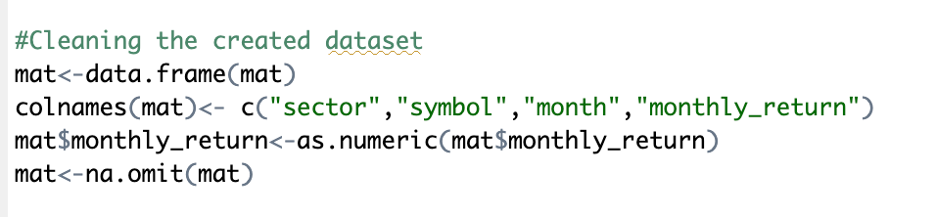 #Cleaning the created dataset
mat<-data.frame(mat)
colnames(mat)<- c("sector","symbol","month","monthly_return")
mat$monthly_return<-as.numeric(mat$monthly_return)
mat<-na.omit(mat)